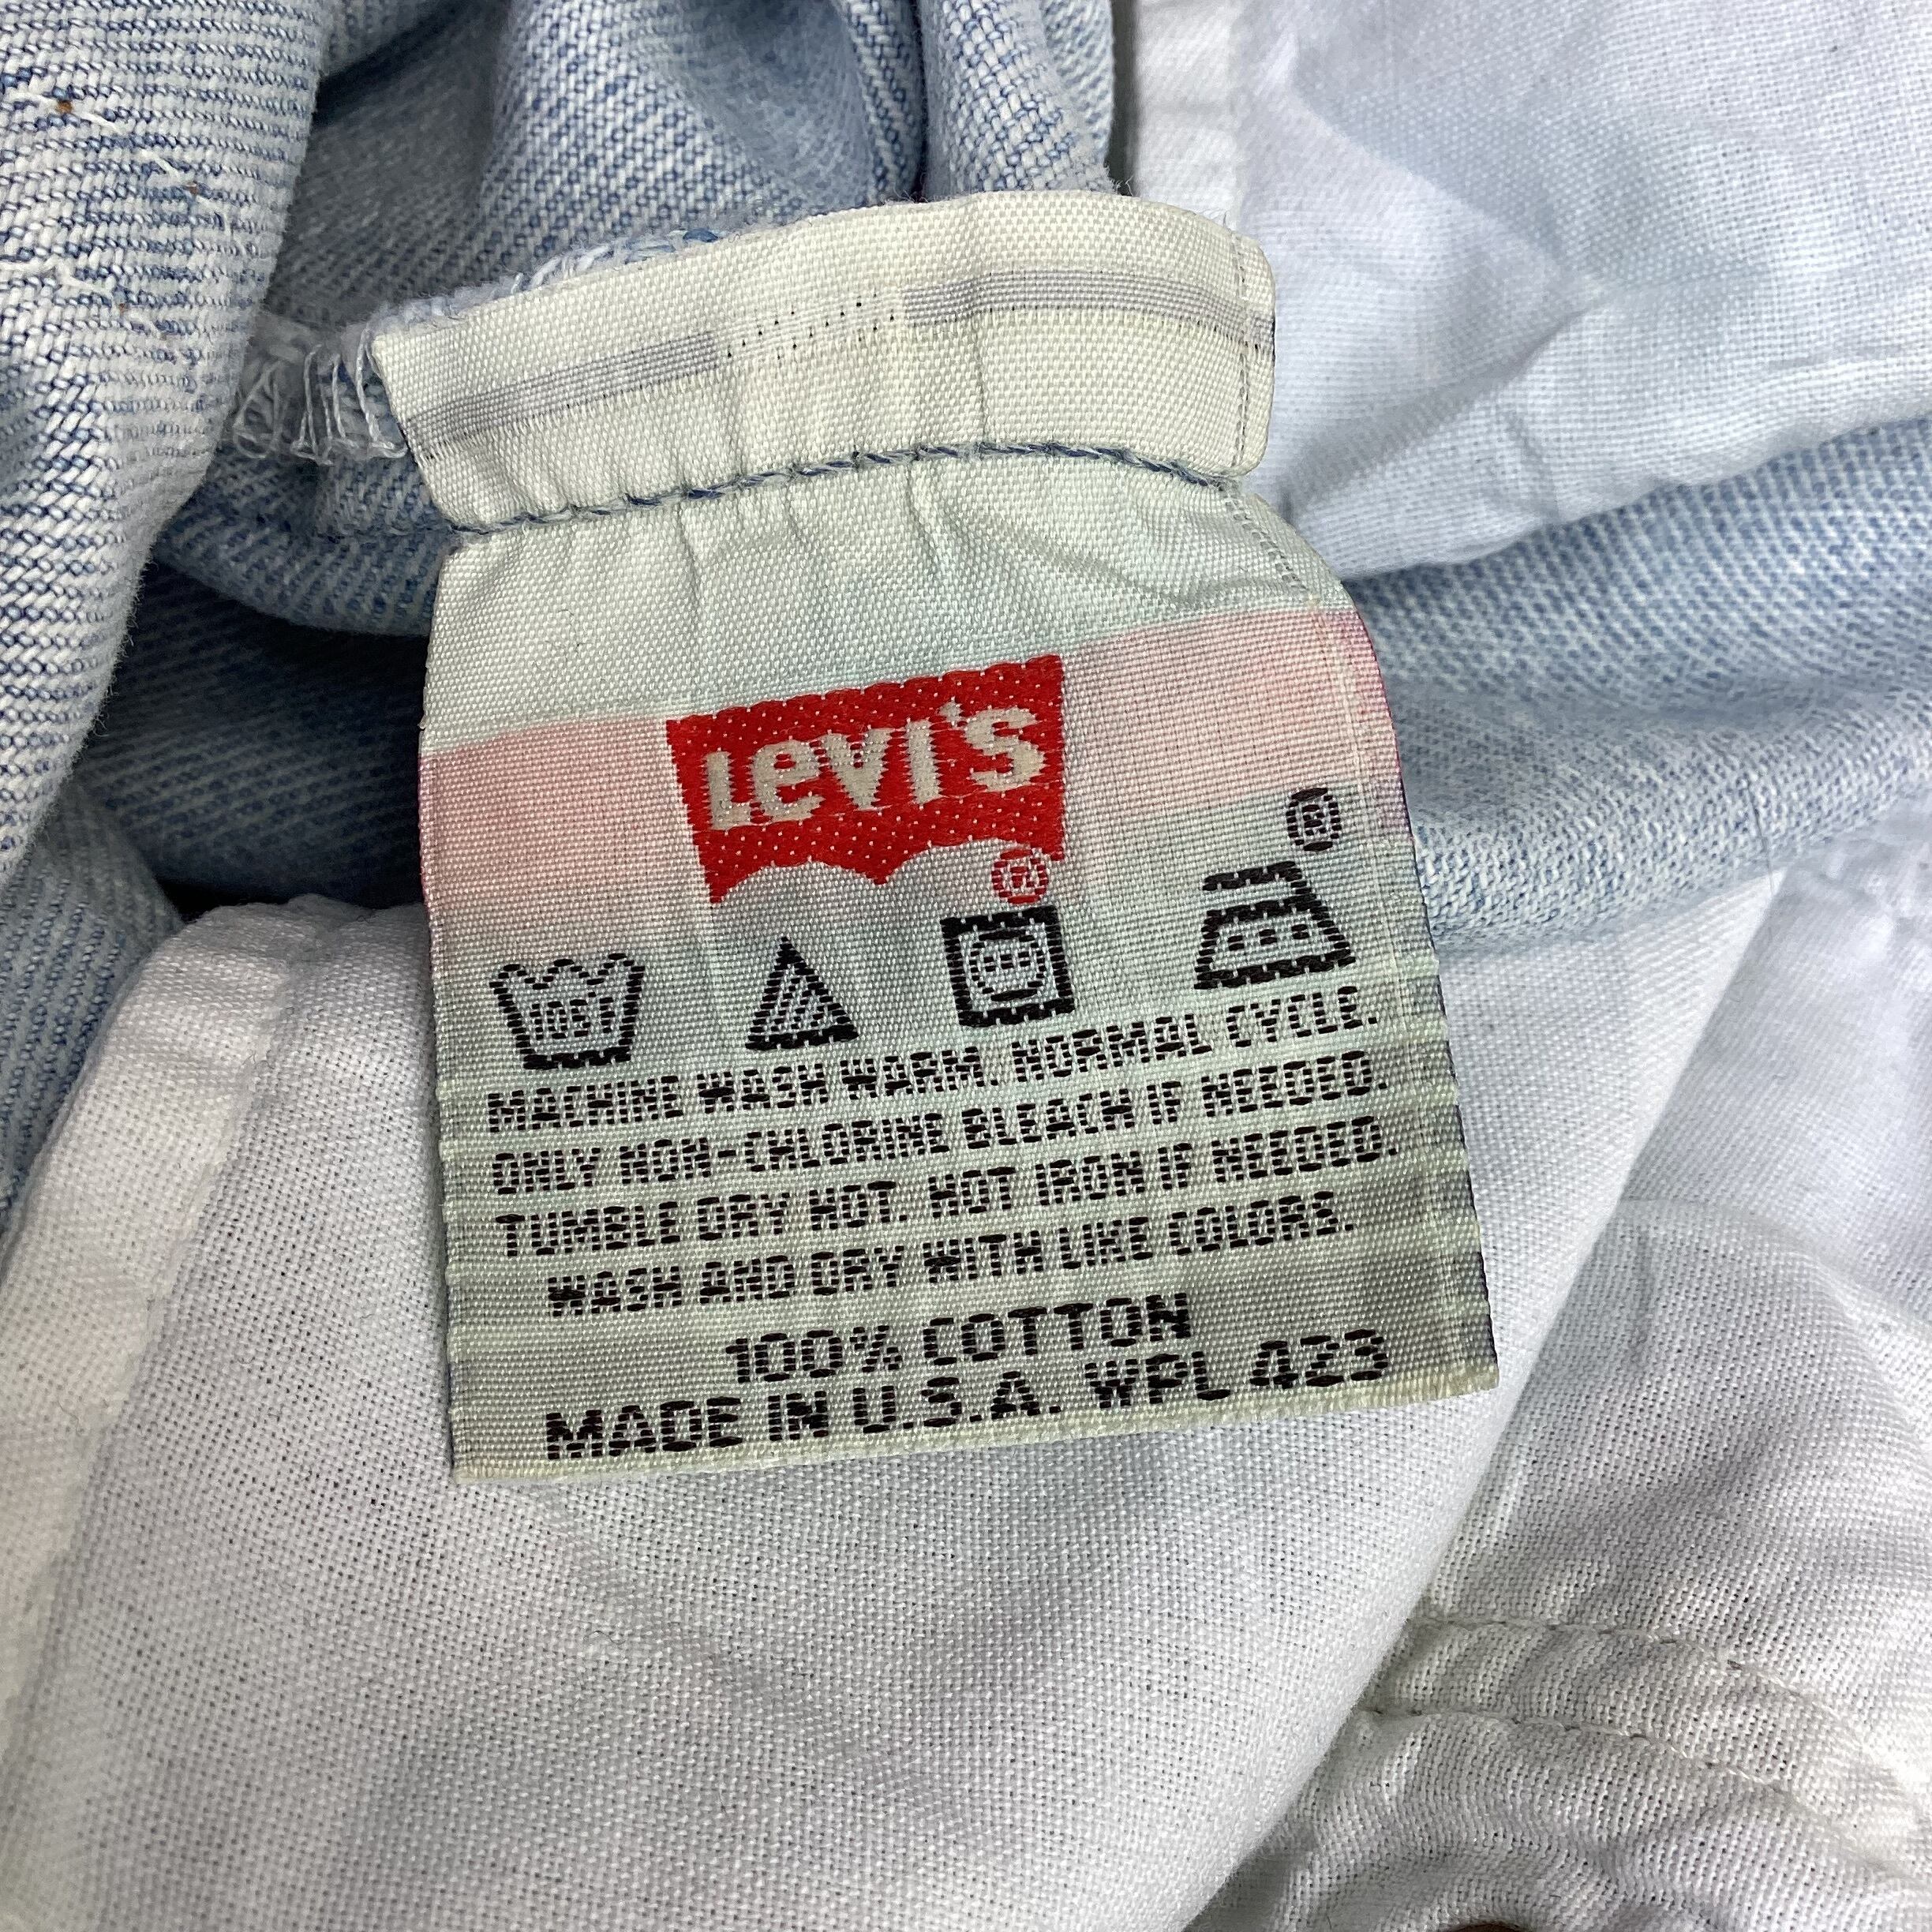 Levi's
®
®
105F
MACHINE WASH WARM. NORMAL CYCLE.
ONLY NON-CHLORINE BLEACH IF NEEDED.
TUMBLE DRY HOT. HOT IRON IF NEEDED.
WASH AND DRY WITH LIKE COLORS.
100% COTTON
MADE IN U.S.A. WPL 423